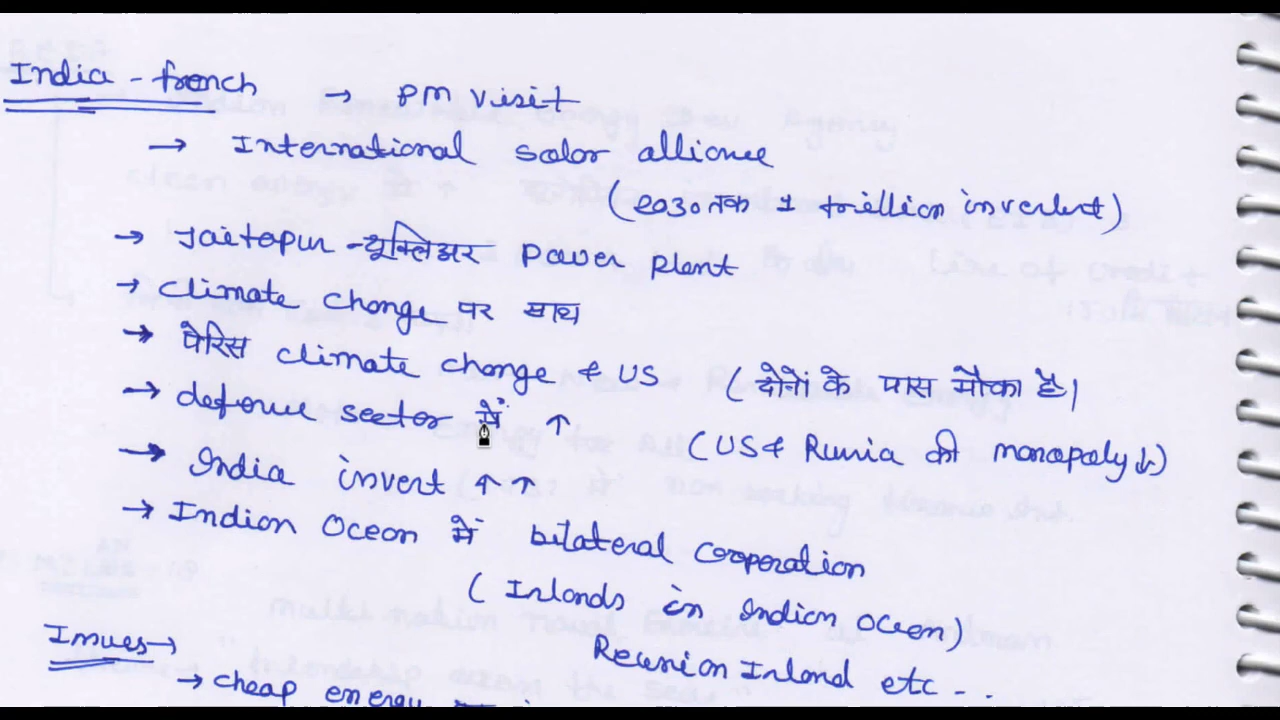 India - french → PM visit
→ International solar alliance
(2030 तक 1 trillion invertest)
→ Jaitapur - न्यूक्लिअर power plant
→ climate change पर साथ
→ पेरिस climate change & US (दोनों के पास मौका है।
→ defence sector में ↑ (US & Russia की monopoly ↓)
→ India invest ↑ ↑
→ Indian Ocean में bilateral cooperation
(Islands in Indian Ocean)
Reunion Island etc - . .
Issues →
→ cheap energy